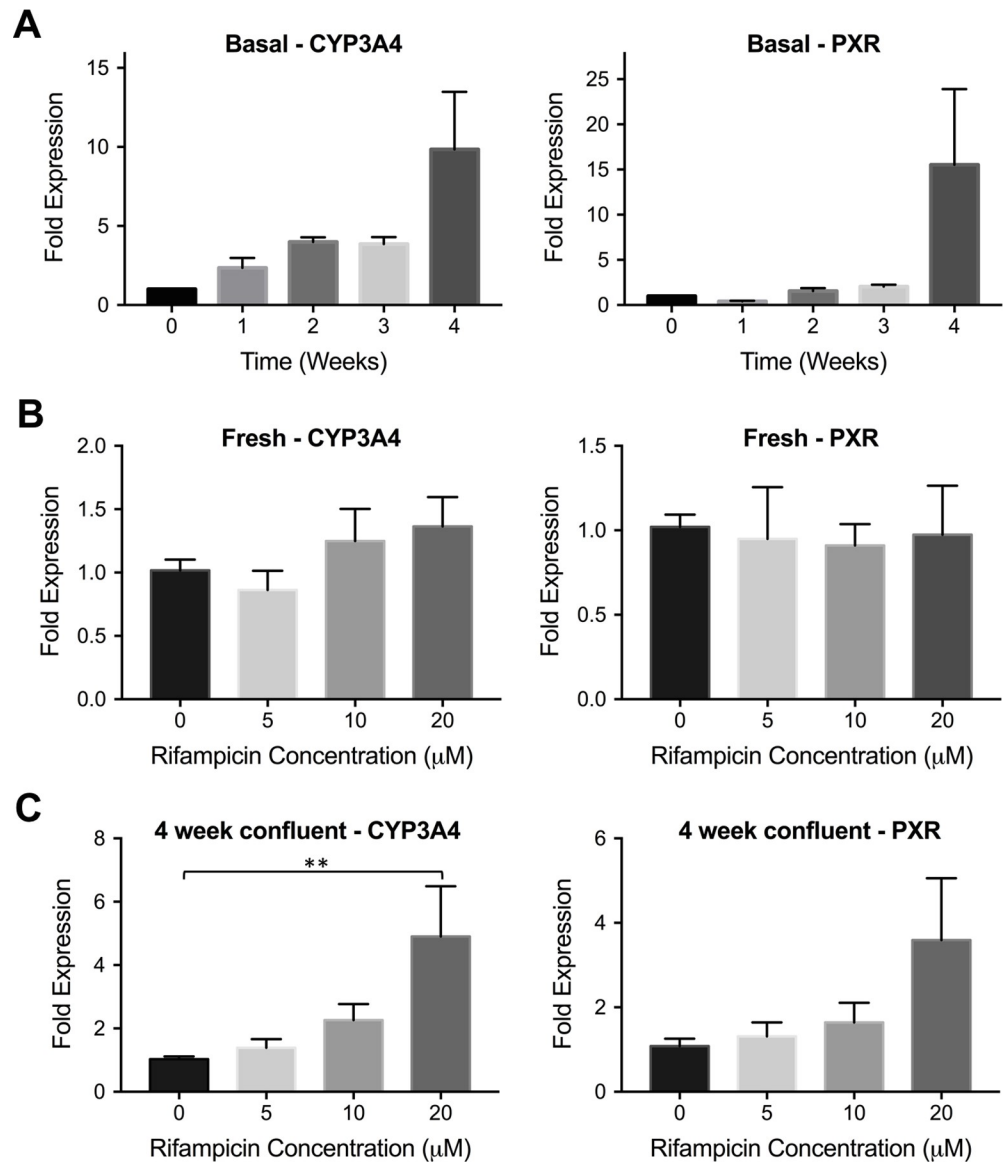 A
Basal - CYP3A4
Fold Expression
15
10
5
0
0 1 2 3 4
Time (Weeks)
Basal - PXR
Fold Expression
25
20
15
10
5
0
0 1 2 3 4
Time (Weeks)
B
Fresh - CYP3A4
Fold Expression
2.0
1.5
1.0
0.5
0.0
0 5 10 20
Rifampicin Concentration (μM)
Fresh - PXR
Fold Expression
1.5
1.0
0.5
0.0
0 5 10 20
Rifampicin Concentration (μM)
C
4 week confluent - CYP3A4
Fold Expression
8
6
4
2
0
**
0 5 10 20
Rifampicin Concentration (μM)
4 week confluent - PXR
Fold Expression
6
4
2
0
0 5 10 20
Rifampicin Concentration (μM)